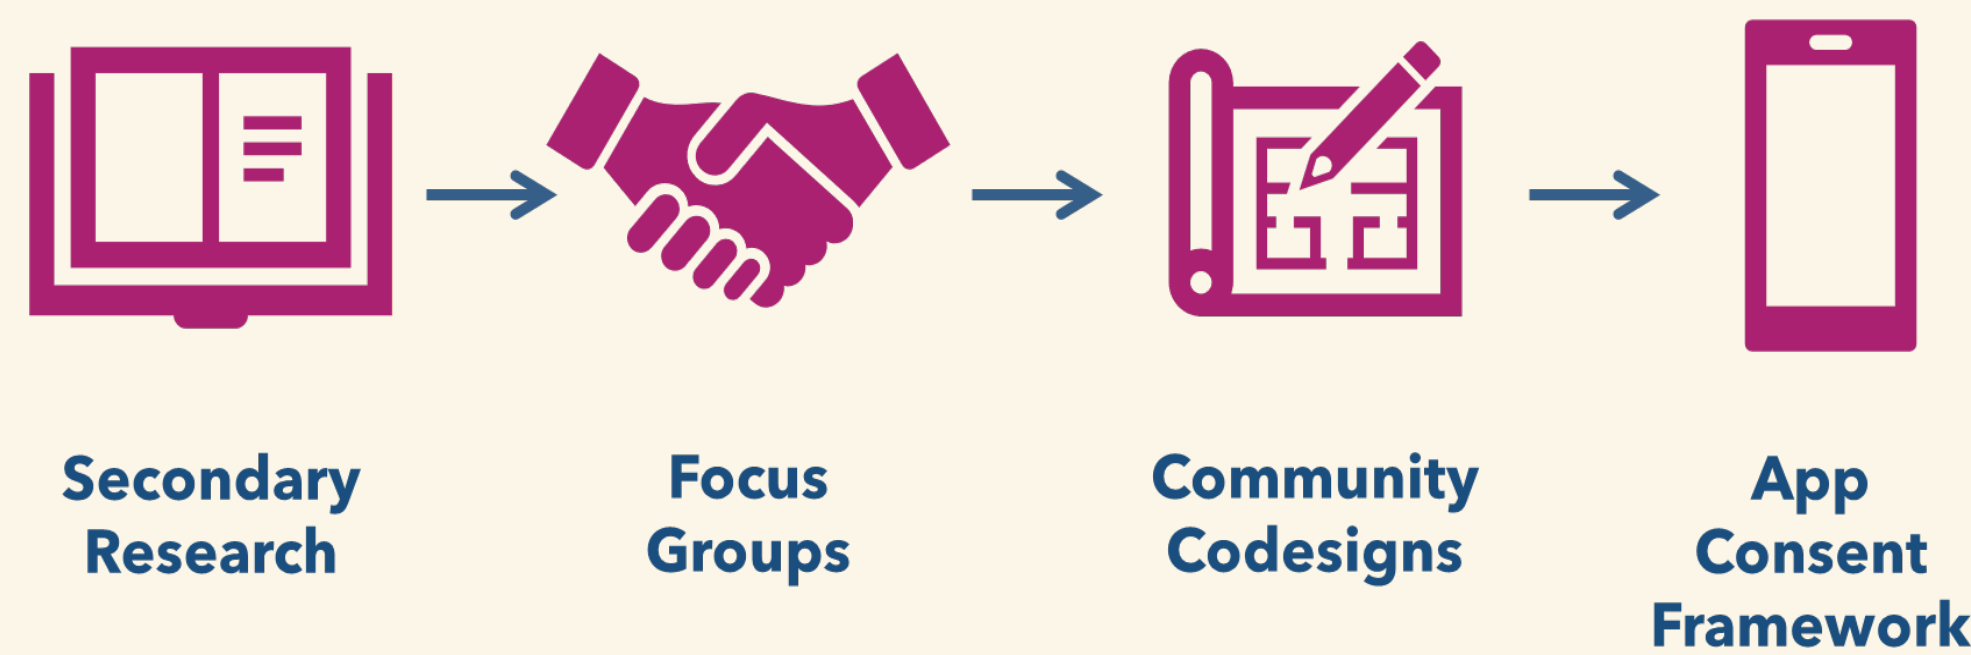 Secondary
Research
Focus
Groups
Community
Codesigns
App
Consent
Framework